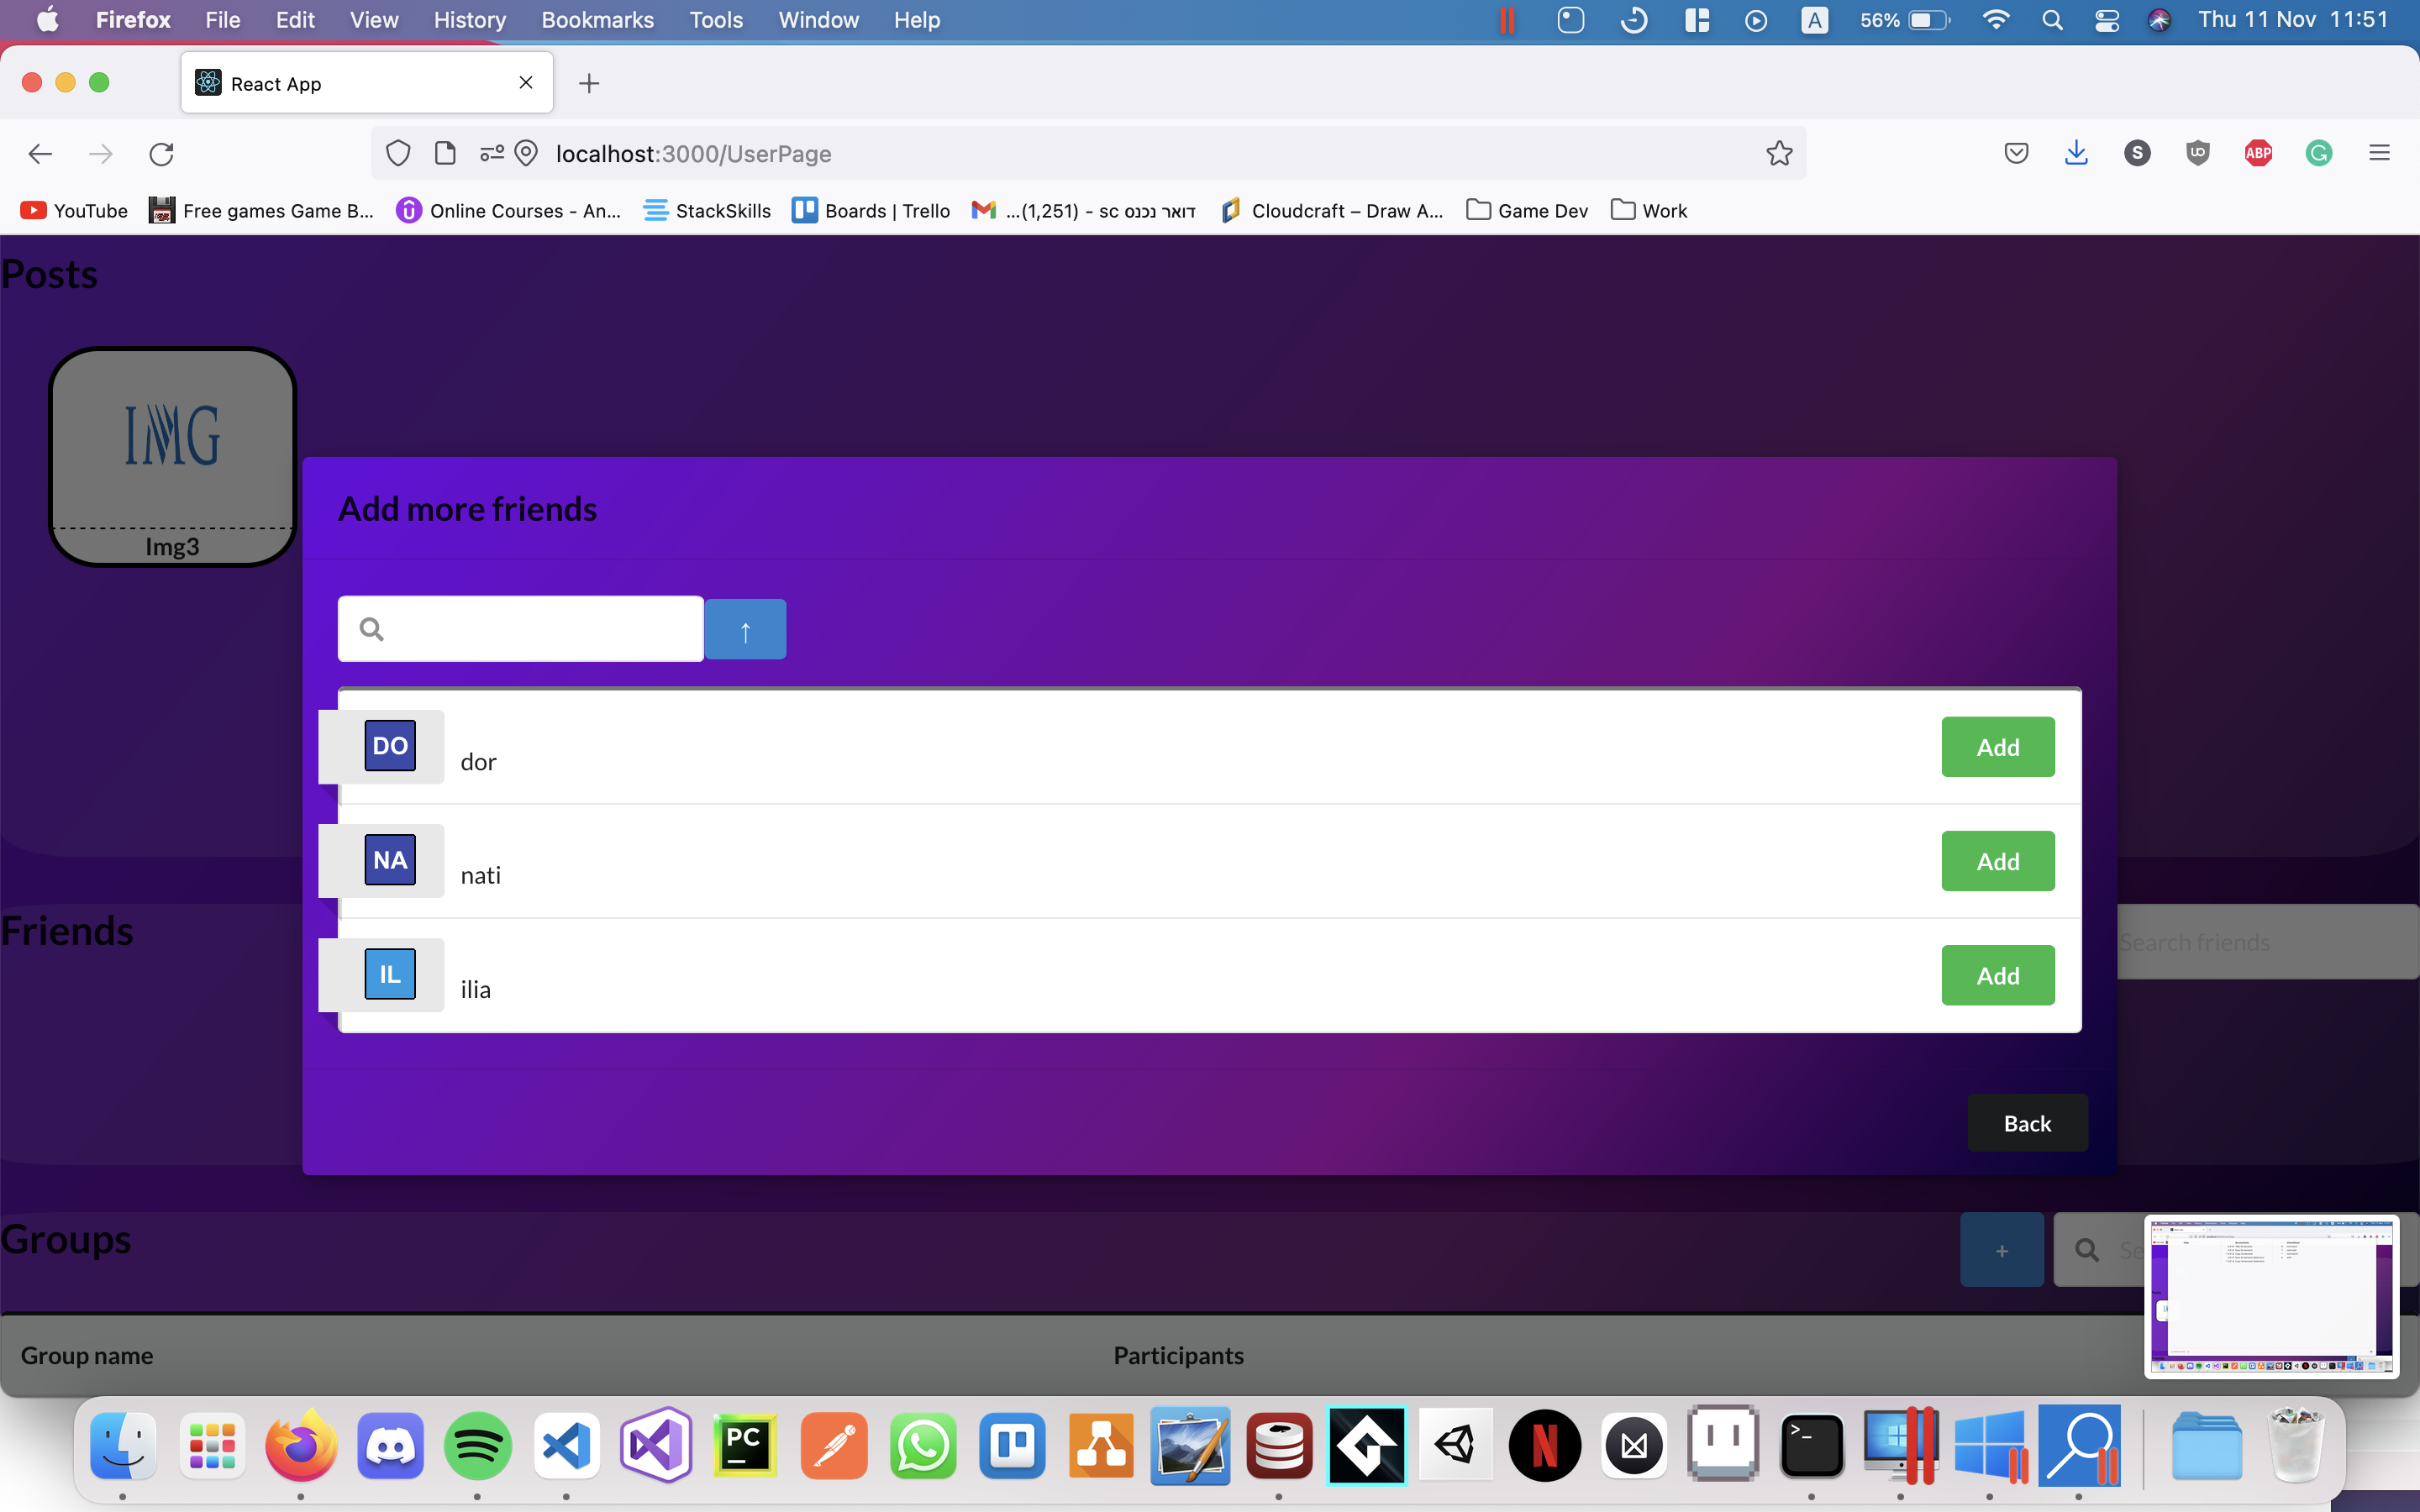 Firefox File Edit View History Bookmarks Tools Window Help A 56% Thu 11 Nov 11:51
React App
localhost:3000/UserPage S ABP
YouTube Free games Game B... Online Courses - An... StackSkills Boards | Trello דואר נכנס (1,251) - sc... Cloudcraft – Draw A... Game Dev Work
Posts
IMG
Img3
Add more friends
↑
DO dor Add
NA nati Add
IL ilia Add
Friends
Search friends
Back
Groups
+ Se
Group name Participants
PC
N